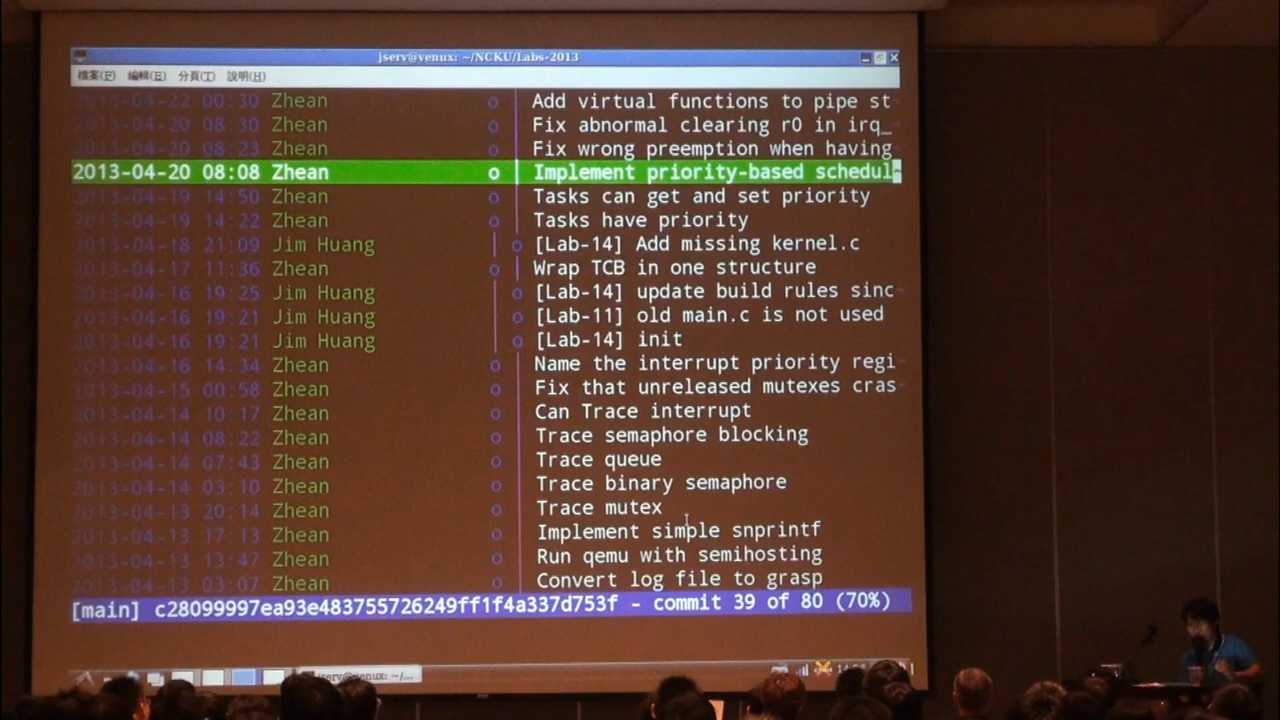 jserv@venux: ~/NCKU/Labs-2013
檔案(F) 編輯(E) 分頁(T) 說明(H)
2013-04-22 00:30 Zhean o Add virtual functions to pipe st~
2013-04-20 08:30 Zhean o Fix abnormal clearing r0 in irq_~
2013-04-20 08:23 Zhean o Fix wrong preemption when having~
2013-04-20 08:08 Zhean o Implement priority-based schedul~
2013-04-19 14:50 Zhean o Tasks can get and set priority
2013-04-19 14:22 Zhean o Tasks have priority
2013-04-18 21:09 Jim Huang o [Lab-14] Add missing kernel.c
2013-04-17 11:36 Zhean o Wrap TCB in one structure
2013-04-16 19:25 Jim Huang o [Lab-14] update build rules sinc~
2013-04-16 19:21 Jim Huang o [Lab-11] old main.c is not used
2013-04-16 19:21 Jim Huang o [Lab-14] init
2013-04-16 14:34 Zhean o Name the interrupt priority regi~
2013-04-15 00:58 Zhean o Fix that unreleased mutexes cras~
2013-04-14 10:17 Zhean o Can Trace interrupt
2013-04-14 08:22 Zhean o Trace semaphore blocking
2013-04-14 07:43 Zhean o Trace queue
2013-04-14 03:10 Zhean o Trace binary semaphore
2013-04-13 20:14 Zhean o Trace mutex
2013-04-13 17:13 Zhean o Implement simple snprintf
2013-04-13 13:47 Zhean o Run qemu with semihosting
2013-04-13 03:07 Zhean o Convert log file to grasp
[main] c28099997ea93e483755726249ff1f4a337d753f - commit 39 of 80 (70%)
jserv@venux: ~/...